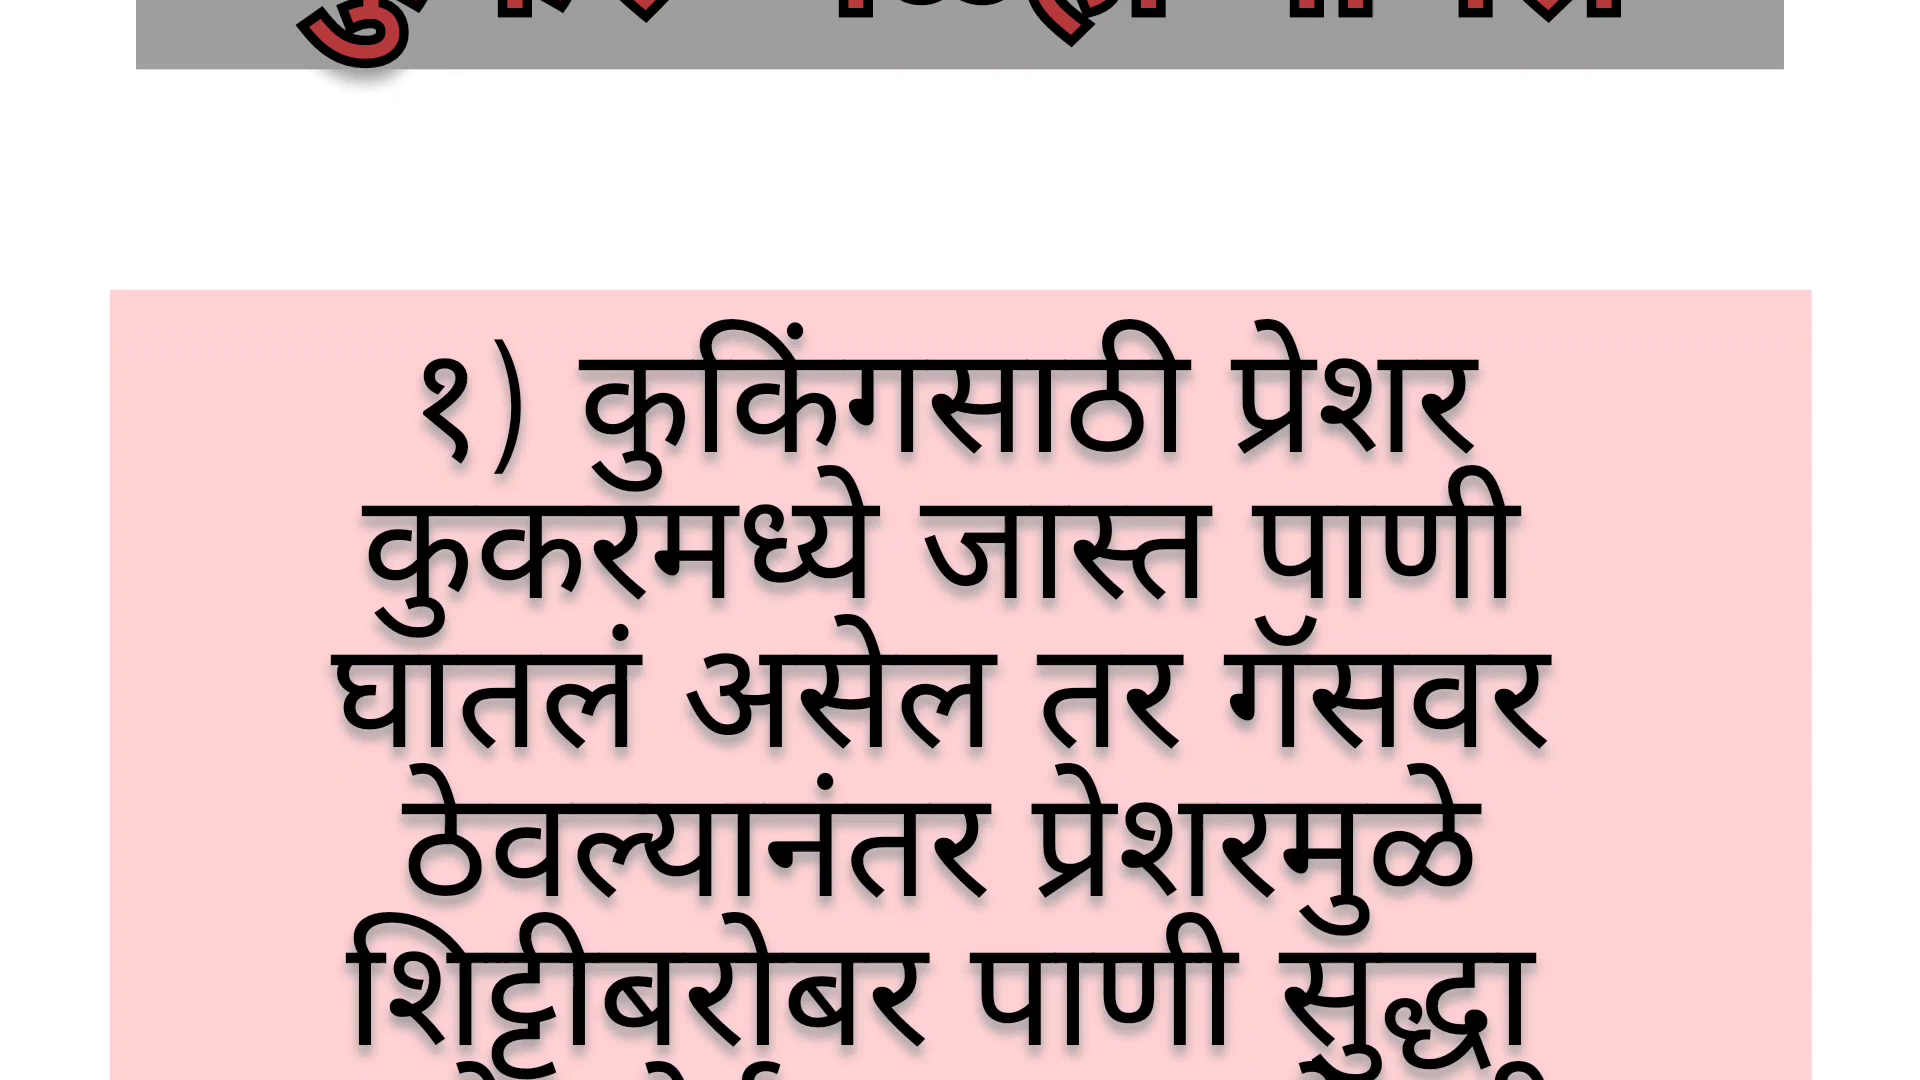 १) कुकिंगसाठी प्रेशर
कुकरमध्ये जास्त पाणी
घातलं असेल तर गॅसवर
ठेवल्यानंतर प्रेशरमुळे
शिट्टीबरोबर पाणी सुद्धा